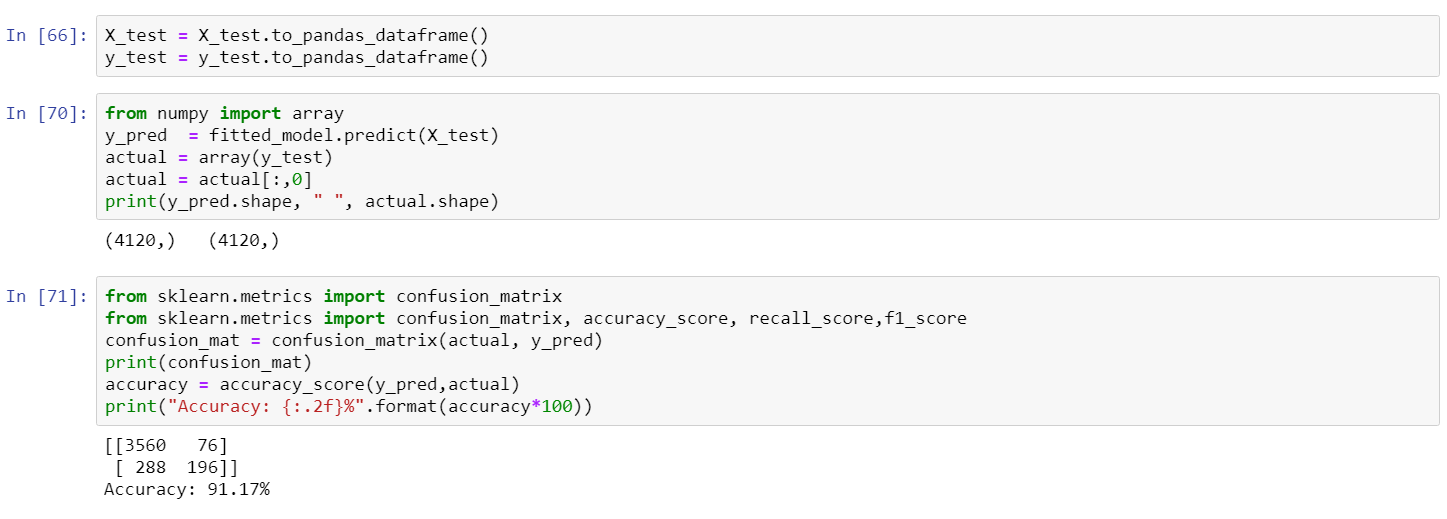 In [66]: X_test = X_test.to_pandas_dataframe()
y_test = y_test.to_pandas_dataframe()
In [70]: from numpy import array
y_pred  = fitted_model.predict(X_test)
actual = array(y_test)
actual = actual[:,0]
print(y_pred.shape, " ", actual.shape)
(4120,)   (4120,)
In [71]: from sklearn.metrics import confusion_matrix
from sklearn.metrics import confusion_matrix, accuracy_score, recall_score,f1_score
confusion_mat = confusion_matrix(actual, y_pred)
print(confusion_mat)
accuracy = accuracy_score(y_pred,actual)
print("Accuracy: {:.2f}%".format(accuracy*100))
[[3560   76]
 [ 288  196]]
Accuracy: 91.17%